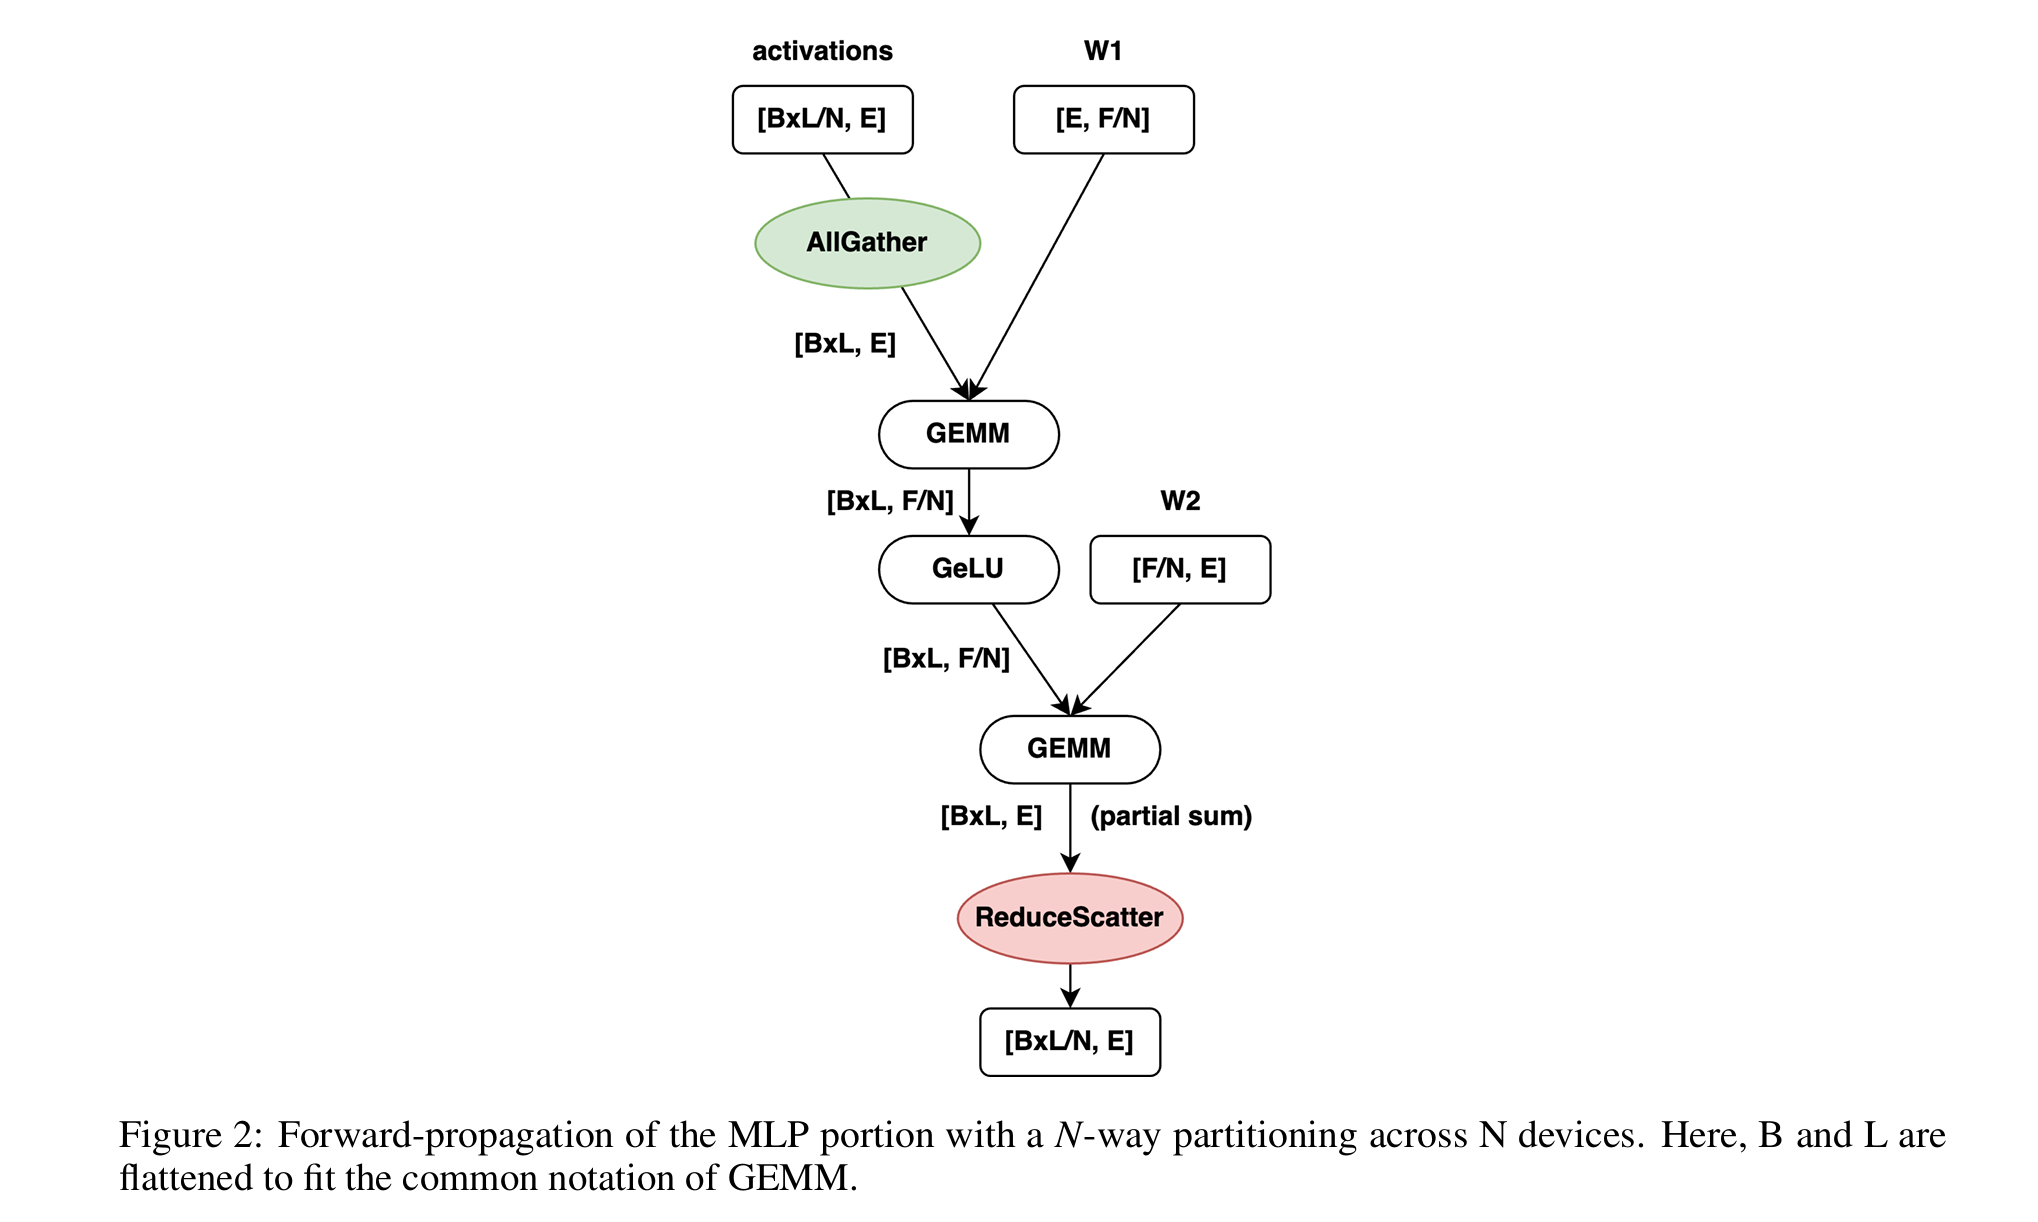 activations
W1
[BxL/N, E]
[E, F/N]
AllGather
[BxL, E]
GEMM
[BxL, F/N]
W2
GeLU
[F/N, E]
[BxL, F/N]
GEMM
[BxL, E]
(partial sum)
ReduceScatter
[BxL/N, E]
Figure 2: Forward-propagation of the MLP portion with a N-way partitioning across N devices. Here, B and L are
flattened to fit the common notation of GEMM.